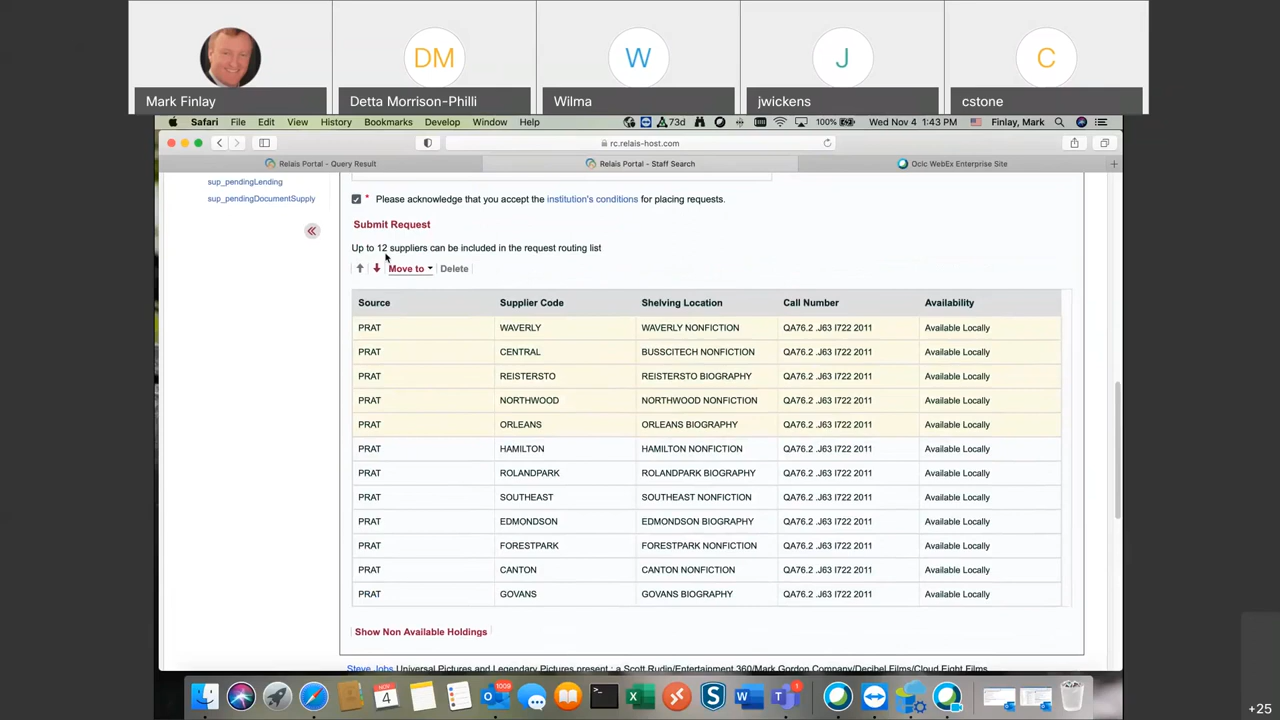 DM
W
J
C
Mark Finlay
Detta Morrison-Philli
Wilma
jwickens
cstone
Safari File Edit View History Bookmarks Develop Window Help
73d
100%
Wed Nov 4 1:43 PM
Finlay, Mark
rc.relais-host.com
Relais Portal - Query Result
Relais Portal - Staff Search
Oclc WebEx Enterprise Site
sup_pendingLending
sup_pendingDocumentSupply
* Please acknowledge that you accept the institution's conditions for placing requests.
Submit Request
Up to 12 suppliers can be included in the request routing list
Move to
Delete
Source Supplier Code Shelving Location Call Number Availability
PRAT WAVERLY WAVERLY NONFICTION QA76.2 .J63 I722 2011 Available Locally
PRAT CENTRAL BUSSCITECH NONFICTION QA76.2 .J63 I722 2011 Available Locally
PRAT REISTERSTO REISTERSTO BIOGRAPHY QA76.2 .J63 I722 2011 Available Locally
PRAT NORTHWOOD NORTHWOOD NONFICTION QA76.2 .J63 I722 2011 Available Locally
PRAT ORLEANS ORLEANS BIOGRAPHY QA76.2 .J63 I722 2011 Available Locally
PRAT HAMILTON HAMILTON NONFICTION QA76.2 .J63 I722 2011 Available Locally
PRAT ROLANDPARK ROLANDPARK BIOGRAPHY QA76.2 .J63 I722 2011 Available Locally
PRAT SOUTHEAST SOUTHEAST NONFICTION QA76.2 .J63 I722 2011 Available Locally
PRAT EDMONDSON EDMONDSON BIOGRAPHY QA76.2 .J63 I722 2011 Available Locally
PRAT FORESTPARK FORESTPARK NONFICTION QA76.2 .J63 I722 2011 Available Locally
PRAT CANTON CANTON NONFICTION QA76.2 .J63 I722 2011 Available Locally
PRAT GOVANS GOVANS BIOGRAPHY QA76.2 .J63 I722 2011 Available Locally
Show Non Available Holdings
Steve Jobs Universal Pictures and Legendary Pictures present ; a Scott Rudin/Entertainment 360/Mark Gordon Company/Decibel Films/Cloud Eight Films
NOV
4
1009
1
+25